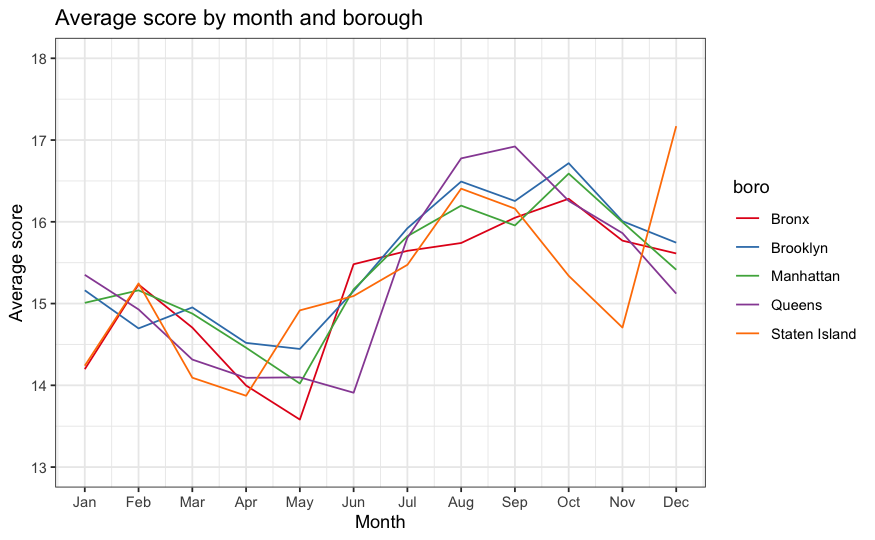 Average score by month and borough
18
17
16
15
14
13
Average score
Jan Feb Mar Apr May Jun Jul Aug Sep Oct Nov Dec
Month
boro
Bronx
Brooklyn
Manhattan
Queens
Staten Island